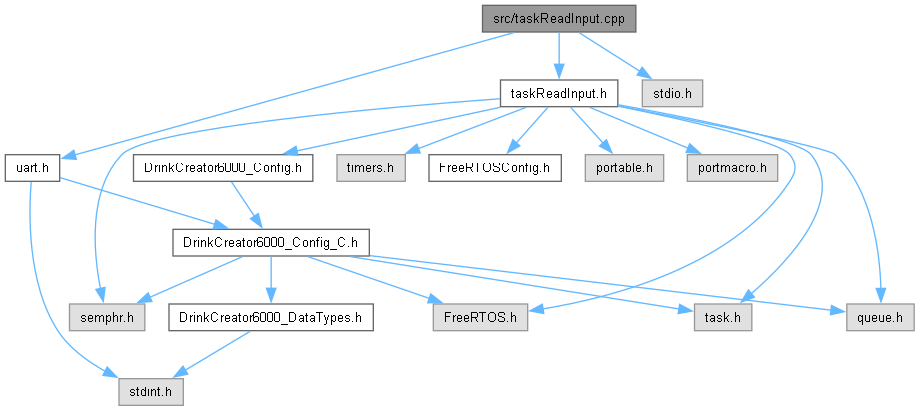 src/taskReadInput.cpp
taskReadInput.h
stdio.h
uart.h
DrinkCreator6000_Config.h
timers.h
FreeRTOSConfig.h
portable.h
portmacro.h
DrinkCreator6000_Config_C.h
semphr.h
DrinkCreator6000_DataTypes.h
FreeRTOS.h
task.h
queue.h
stdint.h